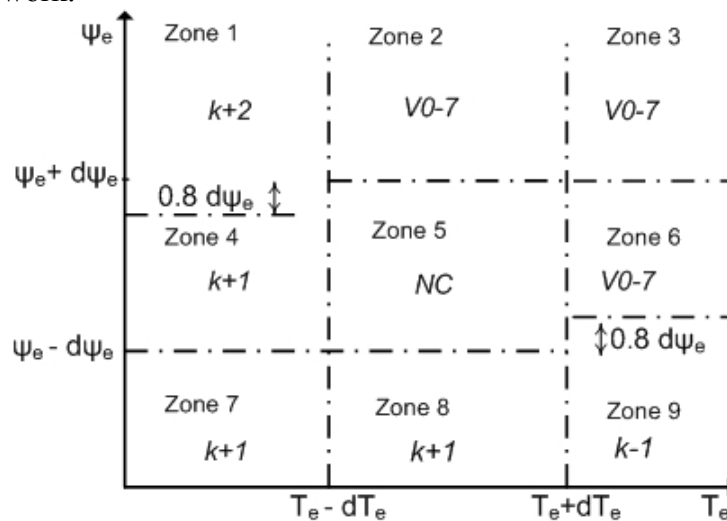 Ψe Zone 1 Zone 2 Zone 3
k+2 V0-7 V0-7
Ψe+ dΨe
0.8 dΨe
Zone 4 Zone 5 Zone 6
k+1 NC V0-7
Ψe - dΨe 0.8 dΨe
Zone 7 Zone 8 Zone 9
k+1 k+1 k-1
Te - dTe Te+dTe Te